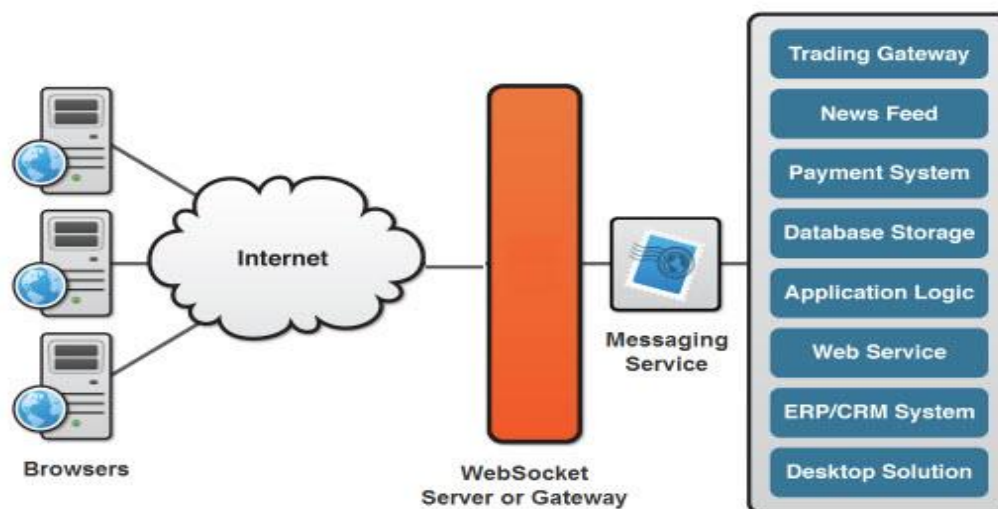 Browsers
Internet
WebSocket
Server or Gateway
Messaging
Service
Trading Gateway
News Feed
Payment System
Database Storage
Application Logic
Web Service
ERP/CRM System
Desktop Solution